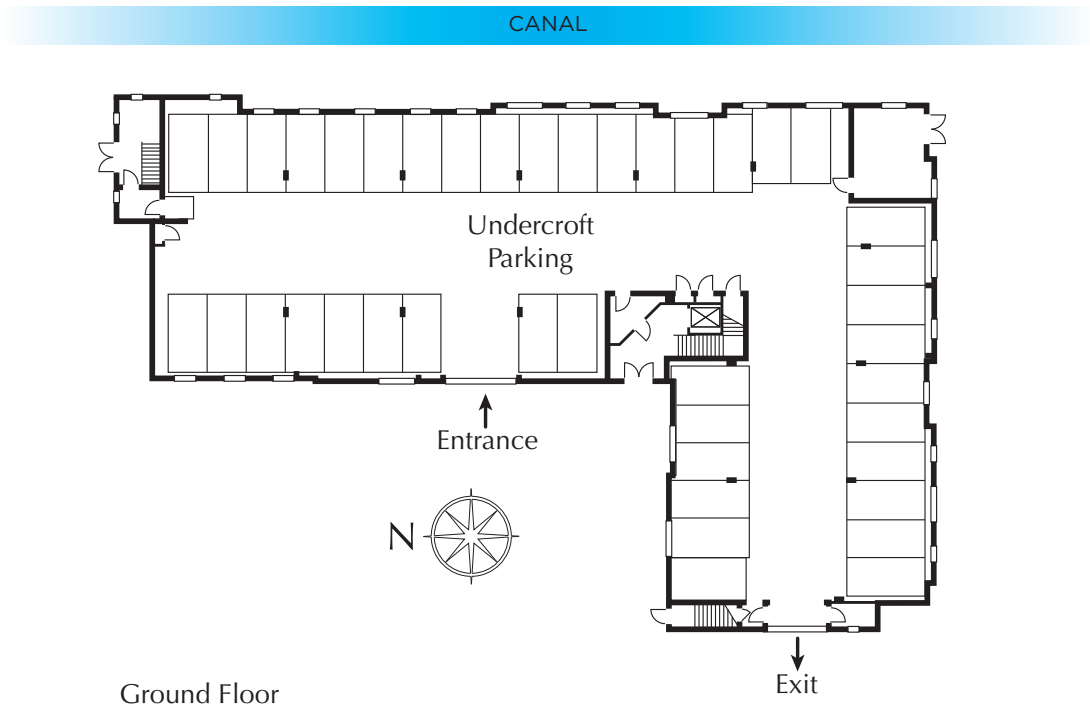 CANAL
Undercroft
Parking
Entrance
N
Exit
Ground Floor